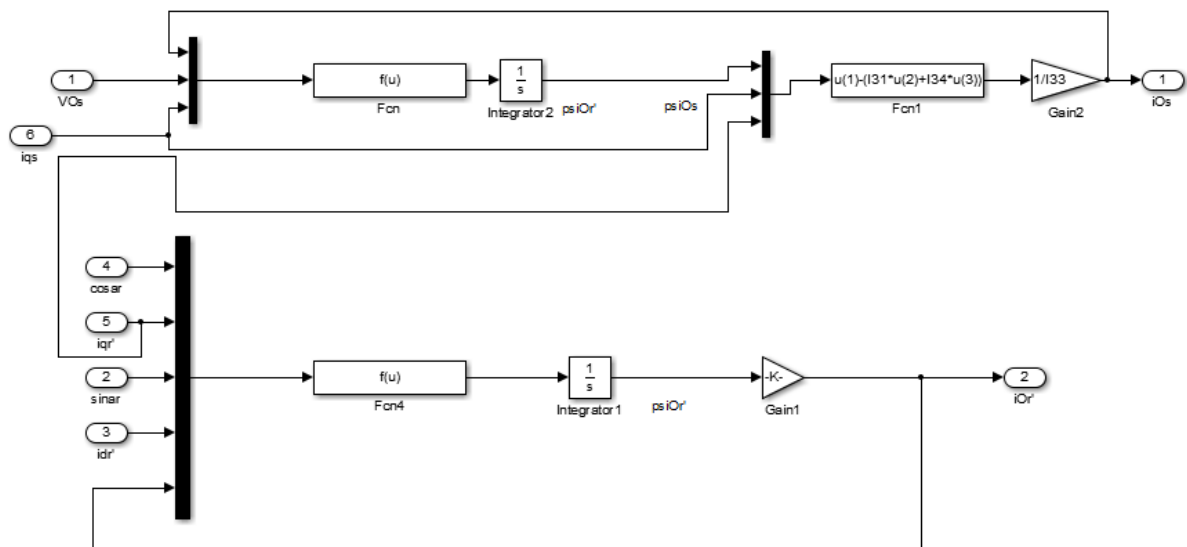 1
VOs
6
iqs
f(u)
Fcn
1
s
Integrator2
psiOr'
psiOs
u(1)-(l31*u(2)+l34*u(3))
Fcn1
1/l33
Gain2
1
iOs
4
cosar
5
iqr'
2
sinar
3
idr'
f(u)
Fcn4
1
s
Integrator1
psiOr'
-K-
Gain1
2
iOr'